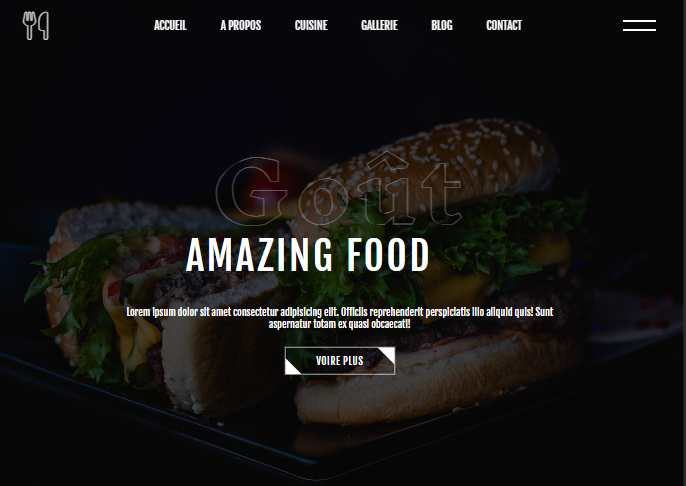 ACCUEIL A PROPOS CUISINE GALLERIE BLOG CONTACT
Goût
AMAZING FOOD
Lorem ipsum dolor sit amet consectetur adipisicing elit. Officiis reprehenderit perspiciatis illo aliquid quis! Sunt
aspernatur totam ex quasi obcaecati!
VOIRE PLUS